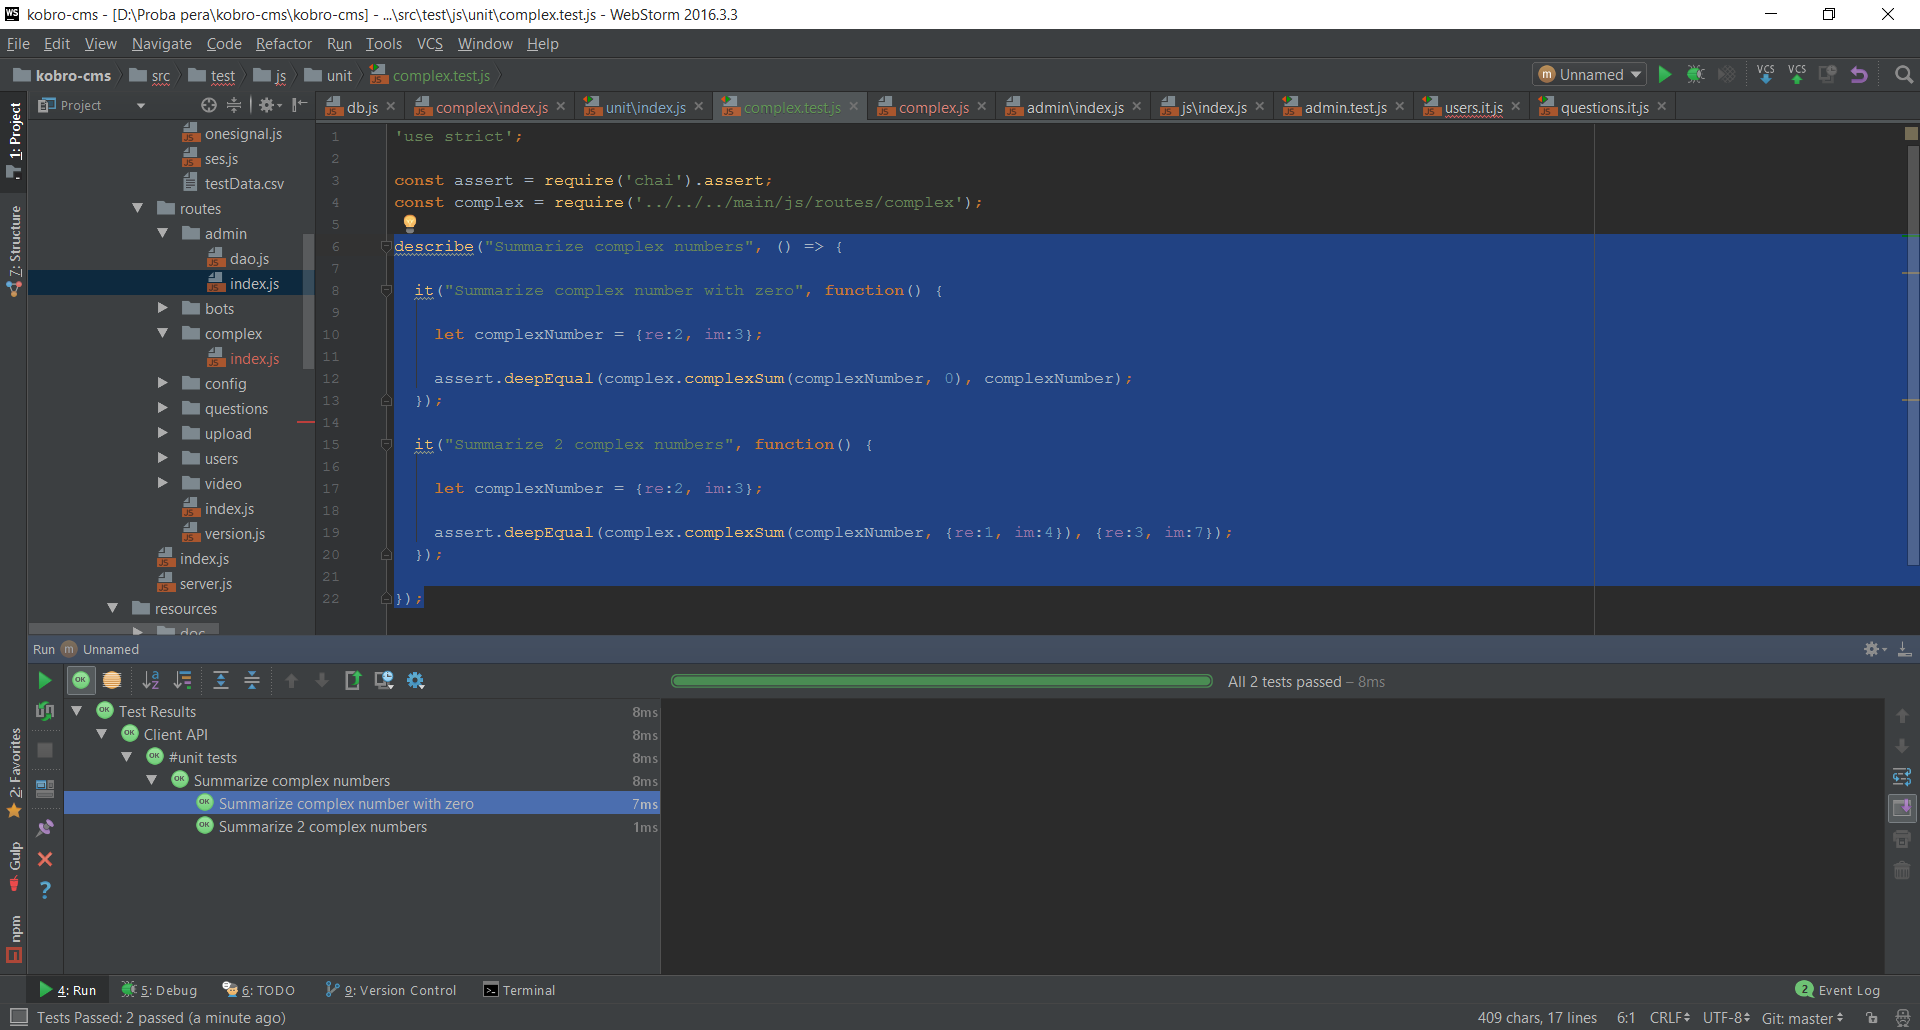 kobro-cms - [D:\Proba pera\kobro-cms\kobro-cms] - ...\src\test\js\unit\complex.test.js - WebStorm 2016.3.3
File Edit View Navigate Code Refactor Run Tools VCS Window Help
kobro-cms src test js unit complex.test.js
Unnamed VCS VCS
Project
db.js complex\index.js unit\index.js complex.test.js complex.js admin\index.js js\index.js admin.test.js users.it.js questions.it.js
1: Project
7: Structure
2: Favorites
Gulp
npm
onesignal.js
ses.js
testData.csv
routes
admin
dao.js
index.js
bots
complex
index.js
config
questions
upload
users
video
index.js
version.js
index.js
server.js
resources
doc
1 'use strict';
2
3 const assert = require('chai').assert;
4 const complex = require('../../../main/js/routes/complex');
5
6 describe("Summarize complex numbers", () => {
7
8 it("Summarize complex number with zero", function() {
9
10 let complexNumber = {re:2, im:3};
11
12 assert.deepEqual(complex.complexSum(complexNumber, 0), complexNumber);
13 });
14
15 it("Summarize 2 complex numbers", function() {
16
17 let complexNumber = {re:2, im:3};
18
19 assert.deepEqual(complex.complexSum(complexNumber, {re:1, im:4}), {re:3, im:7});
20 });
21
22 });
Run Unnamed
All 2 tests passed – 8ms
Test Results 8ms
Client API 8ms
#unit tests 8ms
Summarize complex numbers 8ms
Summarize complex number with zero 7ms
Summarize 2 complex numbers 1ms
4: Run 5: Debug 6: TODO 9: Version Control Terminal 2 Event Log
Tests Passed: 2 passed (a minute ago) 409 chars, 17 lines 6:1 CRLF UTF-8 Git: master